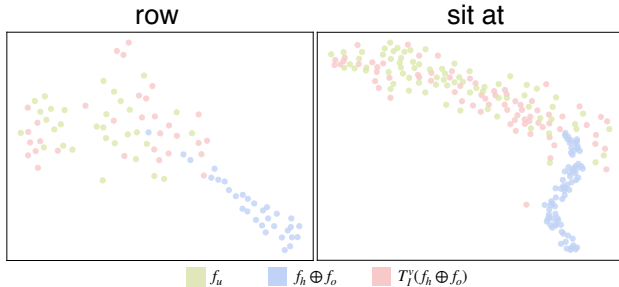 row sit at
f_u f_h ⊕ f_o T_I^v(f_h ⊕ f_o)